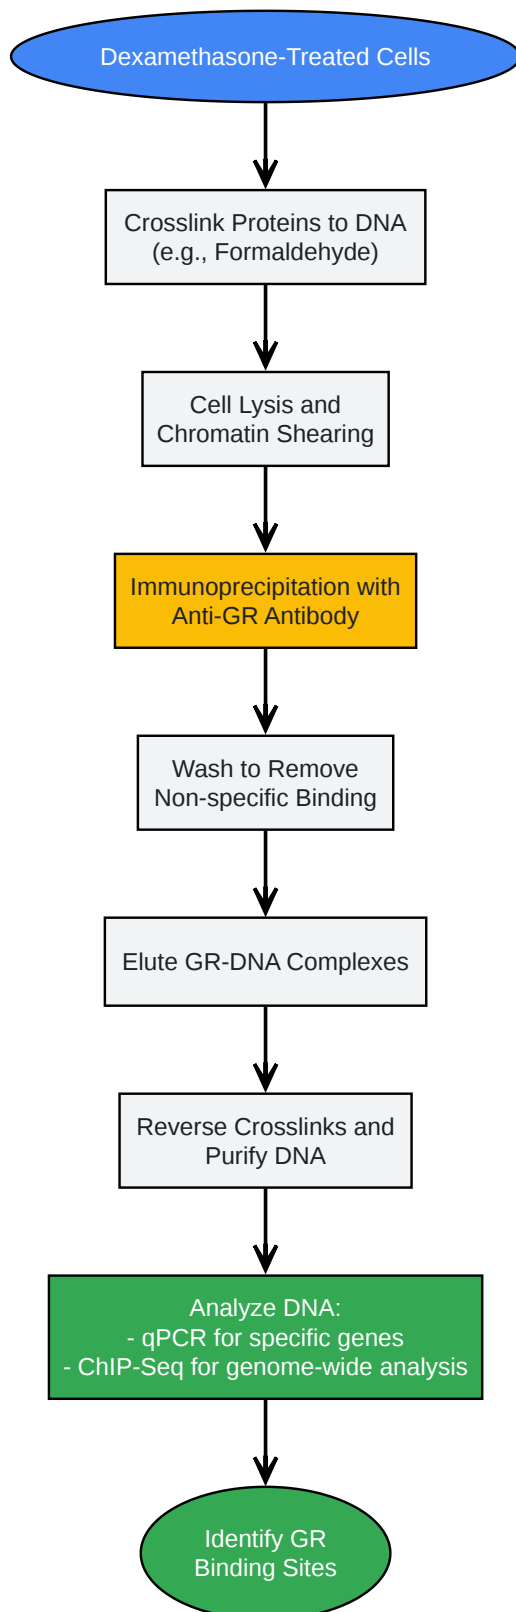 Dexamethasone-Treated Cells
Crosslink Proteins to DNA
(e.g., Formaldehyde)
Cell Lysis and
Chromatin Shearing
Immunoprecipitation with
Anti-GR Antibody
Wash to Remove
Non-specific Binding
Elute GR-DNA Complexes
Reverse Crosslinks and
Purify DNA
Analyze DNA:
- qPCR for specific genes
- ChIP-Seq for genome-wide analysis
Identify GR
Binding Sites